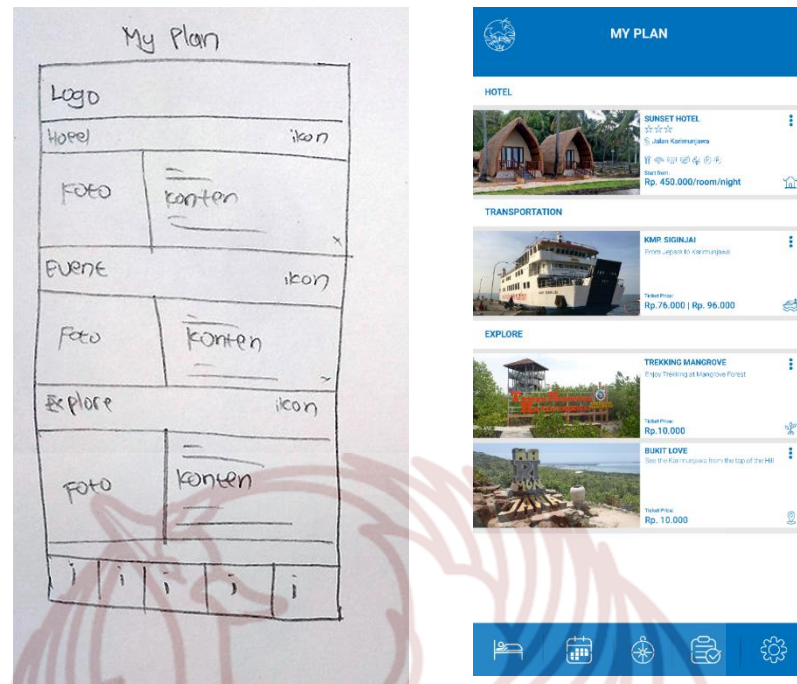 My Plan
Logo
Hotel ikon
Foto
konten
Event ikon
Foto
konten
Explore ikon
Foto
konten
i i i i i
MY PLAN
HOTEL
SUNSET HOTEL
Jalan Karimunjawa
Start from:
Rp. 450.000/room/night
TRANSPORTATION
KMP. SIGINJAI
From Jepara to Karimunjawa
Ticket Price:
Rp.76.000 | Rp. 96.000
EXPLORE
TREKKING MANGROVE
Enjoy Trekking at Mangrove Forest
Ticket Price:
Rp.10.000
BUKIT LOVE
See the Karimunjawa from the top of the Hill
Ticket Price:
Rp. 10.000